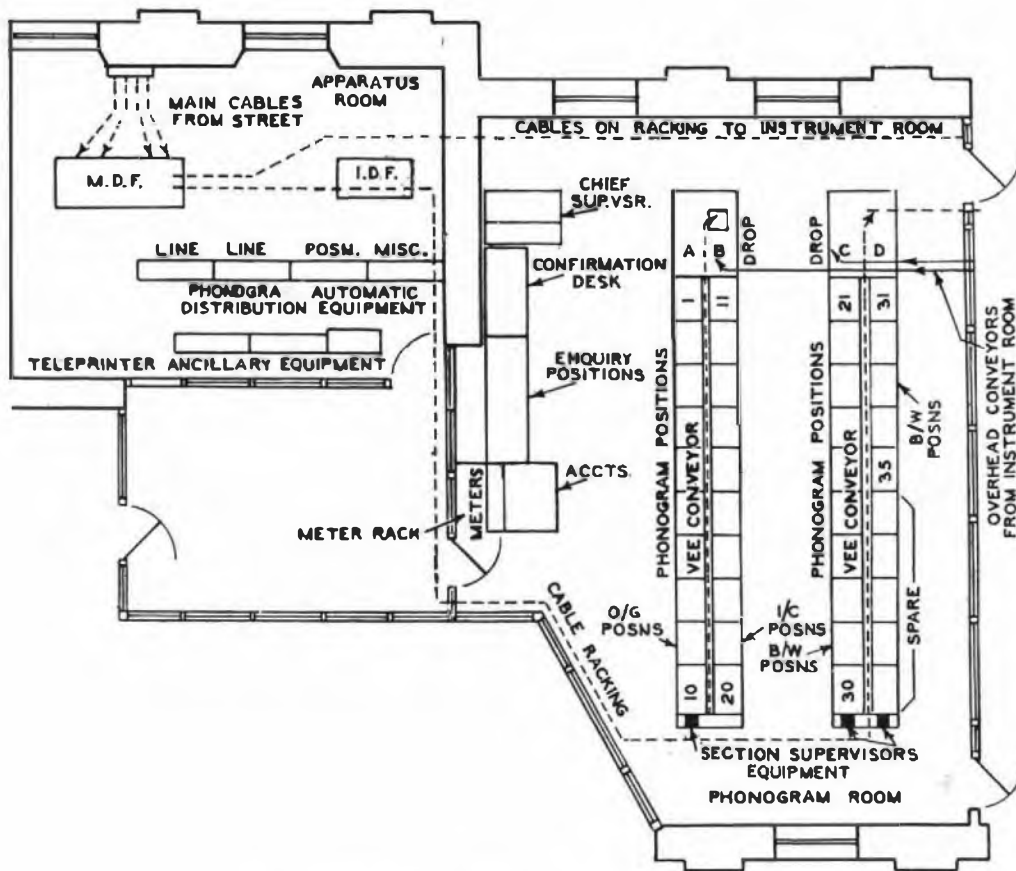 APPARATUS
ROOM
MAIN CABLES
FROM STREET
M.D.F.
I.D.F.
CABLES ON RACKING TO INSTRUMENT ROOM
CHIEF
SUP.VSR.
LINE LINE POSM. MISC.
PHONOGRA AUTOMATIC
DISTRIBUTION EQUIPMENT
TELEPRINTER ANCILLARY EQUIPMENT
CONFIRMATION
DESK
ENQUIRY
POSITIONS
ACCTS.
METERS
METER RACK
A
B
DROP
DROP
C
D
1
11
21
31
PHONOGRAM POSITIONS
VEE CONVEYOR
PHONOGRAM POSITIONS
VEE CONVEYOR
35
B/W
POSNS
OVERHEAD CONVEYORS
FROM INSTRUMENT ROOM
SPARE
O/G
POSNS
I/C
POSNS
B/W
POSNS
10
20
30
CABLE RACKING
SECTION SUPERVISORS
EQUIPMENT
PHONOGRAM ROOM